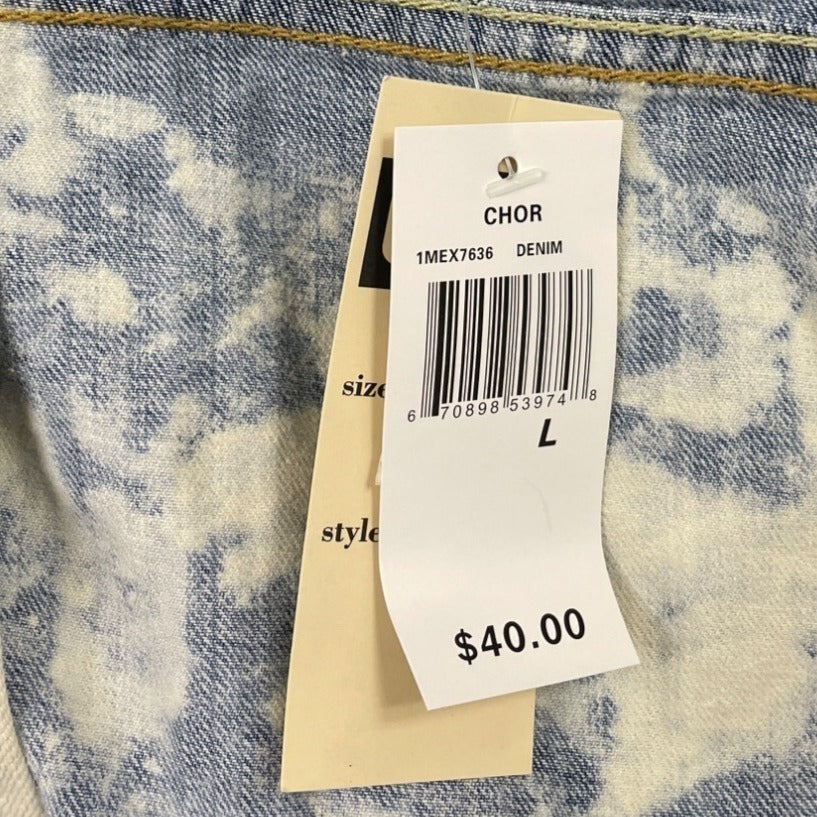 CHOR
1MEX7636 DENIM
6 70898 53974 8
L
size
style
$40.00